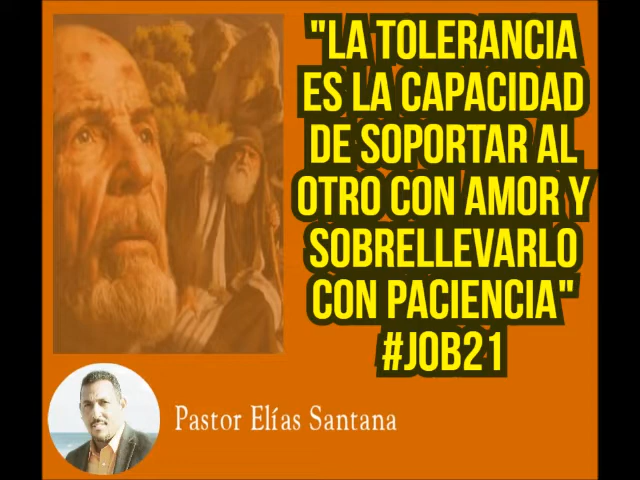 "LA TOLERANCIA
ES LA CAPACIDAD
DE SOPORTAR AL
OTRO CON AMOR Y
SOBRELLEVARLO
CON PACIENCIA"
#JOB21
Pastor Elías Santana